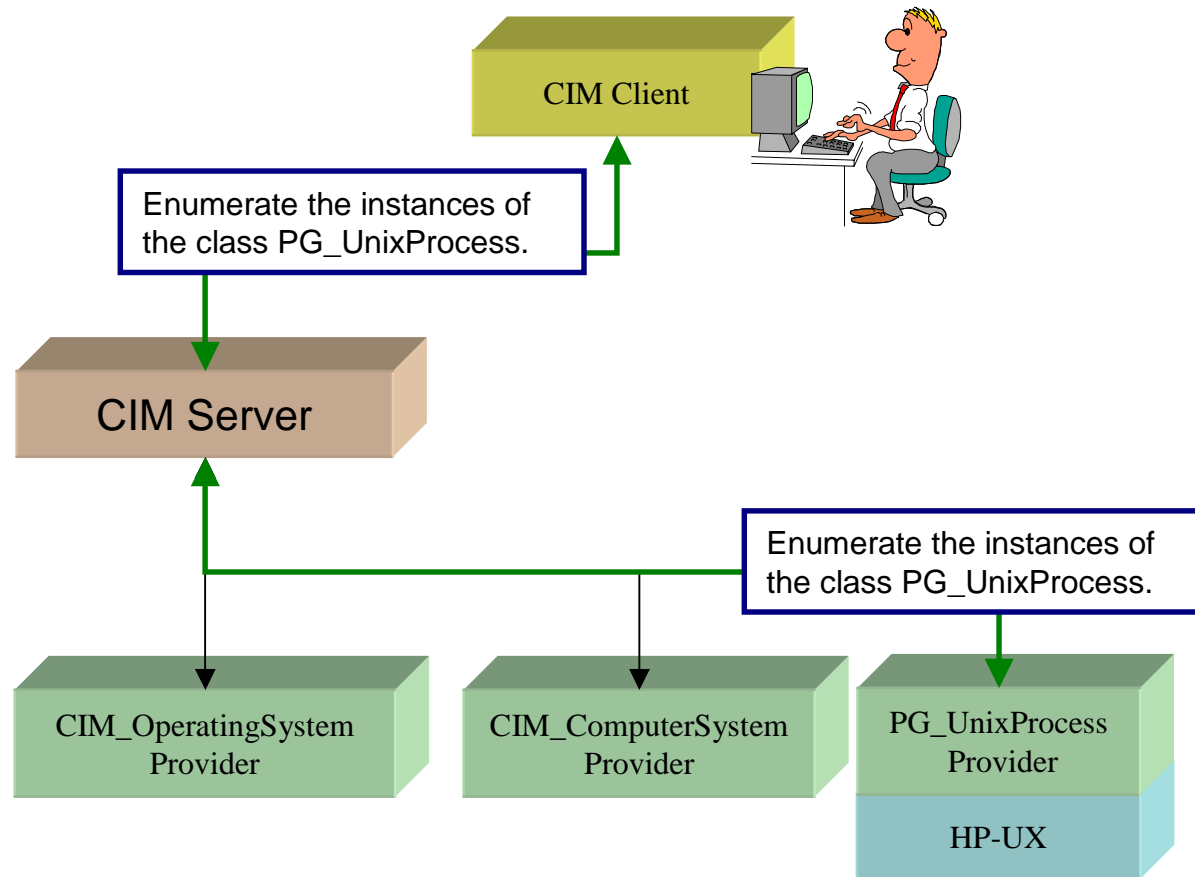 CIM Client
Enumerate the instances of
the class PG_UnixProcess.
CIM Server
Enumerate the instances of
the class PG_UnixProcess.
CIM_OperatingSystem
Provider
CIM_ComputerSystem
Provider
PG_UnixProcess
Provider
HP-UX